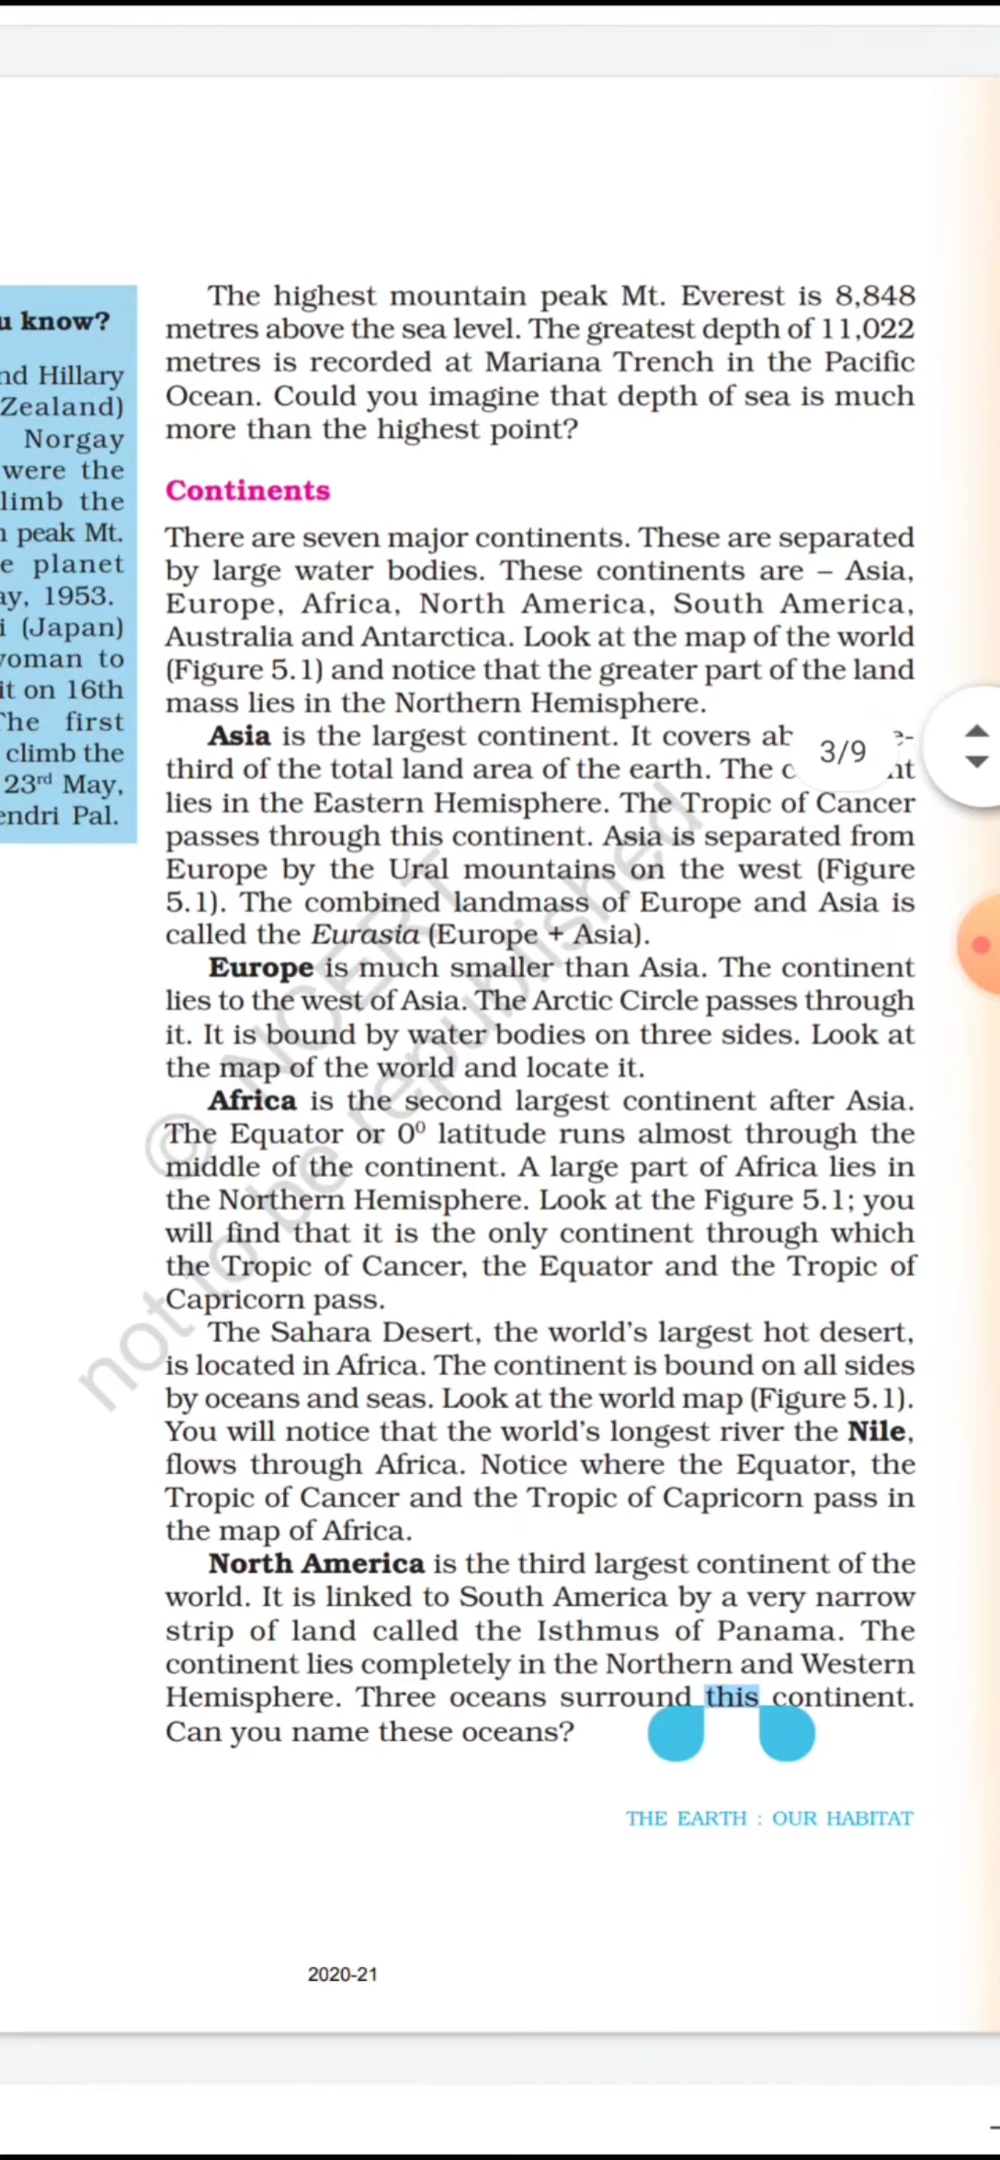 u know?
nd Hillary
Zealand)
Norgay
were the
limb the
peak Mt.
e planet
ay, 1953.
i (Japan)
woman to
it on 16th
The first
climb the
23rd May,
endri Pal.
The highest mountain peak Mt. Everest is 8,848
metres above the sea level. The greatest depth of 11,022
metres is recorded at Mariana Trench in the Pacific
Ocean. Could you imagine that depth of sea is much
more than the highest point?
Continents
There are seven major continents. These are separated
by large water bodies. These continents are – Asia,
Europe, Africa, North America, South America,
Australia and Antarctica. Look at the map of the world
(Figure 5.1) and notice that the greater part of the land
mass lies in the Northern Hemisphere.
Asia is the largest continent. It covers ab e-
third of the total land area of the earth. The c nt
3/9
lies in the Eastern Hemisphere. The Tropic of Cancer
passes through this continent. Asia is separated from
Europe by the Ural mountains on the west (Figure
5.1). The combined landmass of Europe and Asia is
called the Eurasia (Europe + Asia).
Europe is much smaller than Asia. The continent
lies to the west of Asia. The Arctic Circle passes through
it. It is bound by water bodies on three sides. Look at
the map of the world and locate it.
Africa is the second largest continent after Asia.
The Equator or 0⁰ latitude runs almost through the
middle of the continent. A large part of Africa lies in
the Northern Hemisphere. Look at the Figure 5.1; you
will find that it is the only continent through which
the Tropic of Cancer, the Equator and the Tropic of
Capricorn pass.
The Sahara Desert, the world’s largest hot desert,
is located in Africa. The continent is bound on all sides
by oceans and seas. Look at the world map (Figure 5.1).
You will notice that the world’s longest river the Nile,
flows through Africa. Notice where the Equator, the
Tropic of Cancer and the Tropic of Capricorn pass in
the map of Africa.
North America is the third largest continent of the
world. It is linked to South America by a very narrow
strip of land called the Isthmus of Panama. The
continent lies completely in the Northern and Western
Hemisphere. Three oceans surround this continent.
Can you name these oceans?
© NCERT
not to be republished
THE EARTH : OUR HABITAT
2020-21